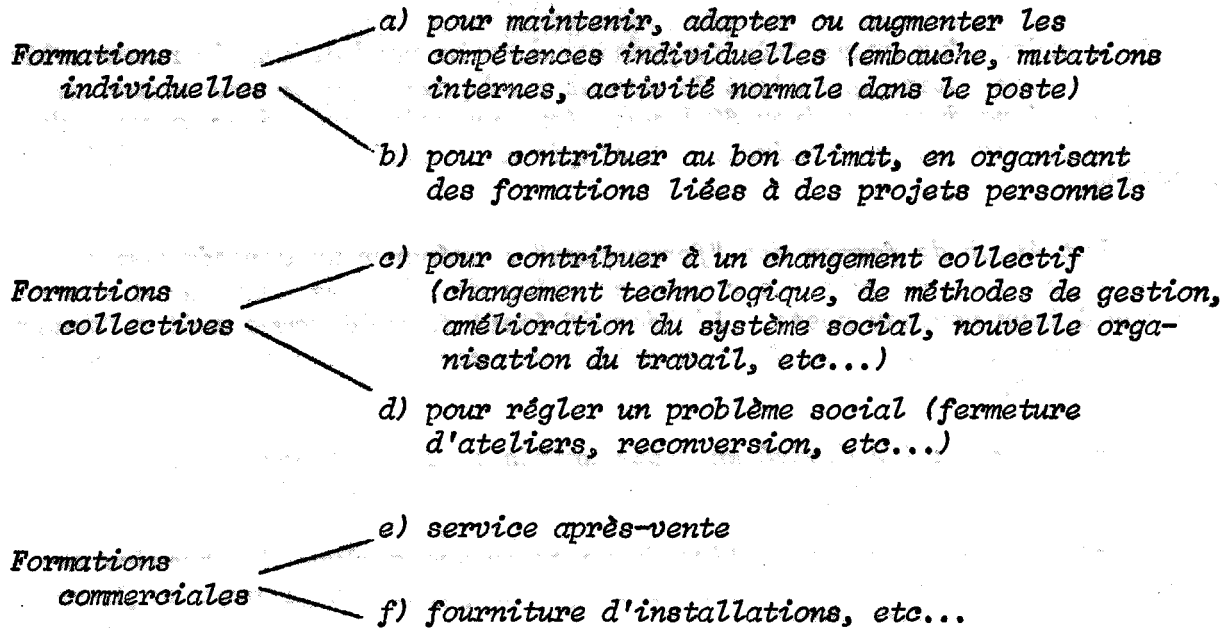 a) pour maintenir, adapter ou augmenter les
Formations
compétences individuelles (embauche, mutations
individuelles
internes, activité normale dans le poste)
b) pour contribuer au bon climat, en organisant
des formations liées à des projets personnels
c) pour contribuer à un changement collectif
Formations
(changement technologique, de méthodes de gestion,
collectives
amélioration du système social, nouvelle orga-
nisation du travail, etc...)
d) pour régler un problème social (fermeture
d'ateliers, reconversion, etc...)
e) service après-vente
Formations
commerciales
f) fourniture d'installations, etc...